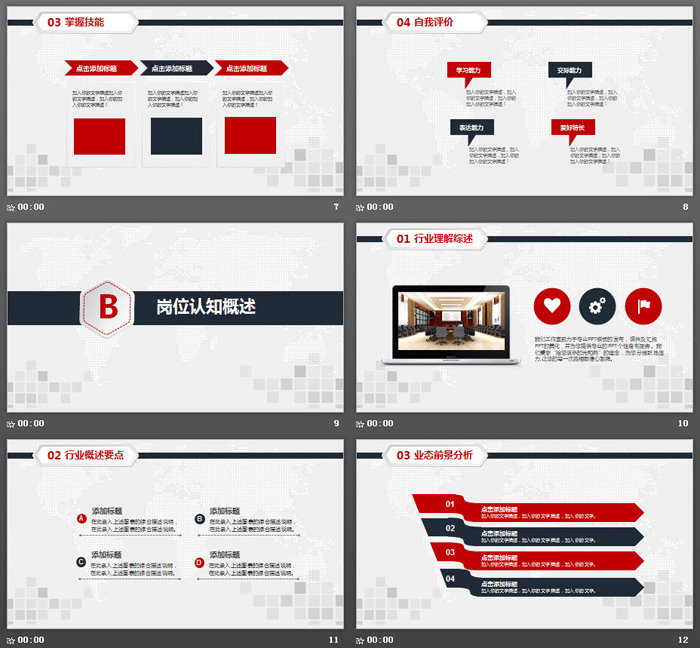 03 掌握技能
点击添加标题
点击添加标题
点击添加标题
加入你的文字描述加入你
的文字描述，加入你的加
入你的文字描述！
加入你的文字描述加入你
的文字描述，加入你的加
入你的文字描述！
加入你的文字描述加入你
的文字描述，加入你的加
入你的文字描述！
00:00
7
04 自我评价
学习能力
加入你的文字描述，加入
你的文字描述，加入你的
加入你的文字描述！
交际能力
加入你的文字描述，加入
你的文字描述，加入你的
加入你的文字描述！
表达能力
加入你的文字描述，加入
你的文字描述，加入你的
加入你的文字描述！
爱好特长
加入你的文字描述，加入
你的文字描述，加入你的
加入你的文字描述！
00:00
8
B
岗位认知概述
00:00
9
01 行业理解综述
00:00
10
02 行业概述要点
A
添加标题
在此录入上述图表的综合描述说明，
在此录入上述图表的综合描述说明。
B
添加标题
在此录入上述图表的综合描述说明，
在此录入上述图表的综合描述说明。
C
添加标题
在此录入上述图表的综合描述说明，
在此录入上述图表的综合描述说明。
D
添加标题
在此录入上述图表的综合描述说明，
在此录入上述图表的综合描述说明。
00:00
11
03 业态前景分析
01
点击添加标题
加入你的文字描述，加入你的文字描述，加入你的文字。
02
点击添加标题
加入你的文字描述，加入你的文字描述，加入你的文字。
03
点击添加标题
加入你的文字描述，加入你的文字描述，加入你的文字。
04
点击添加标题
加入你的文字描述，加入你的文字描述，加入你的文字。
00:00
12